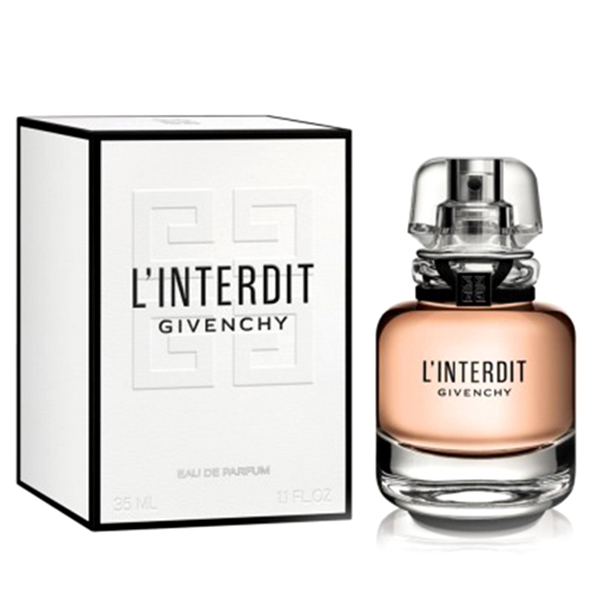 L'INTERDIT
GIVENCHY
EAU DE PARFUM
35 ML 1.1 FL.OZ
L'INTERDIT
GIVENCHY